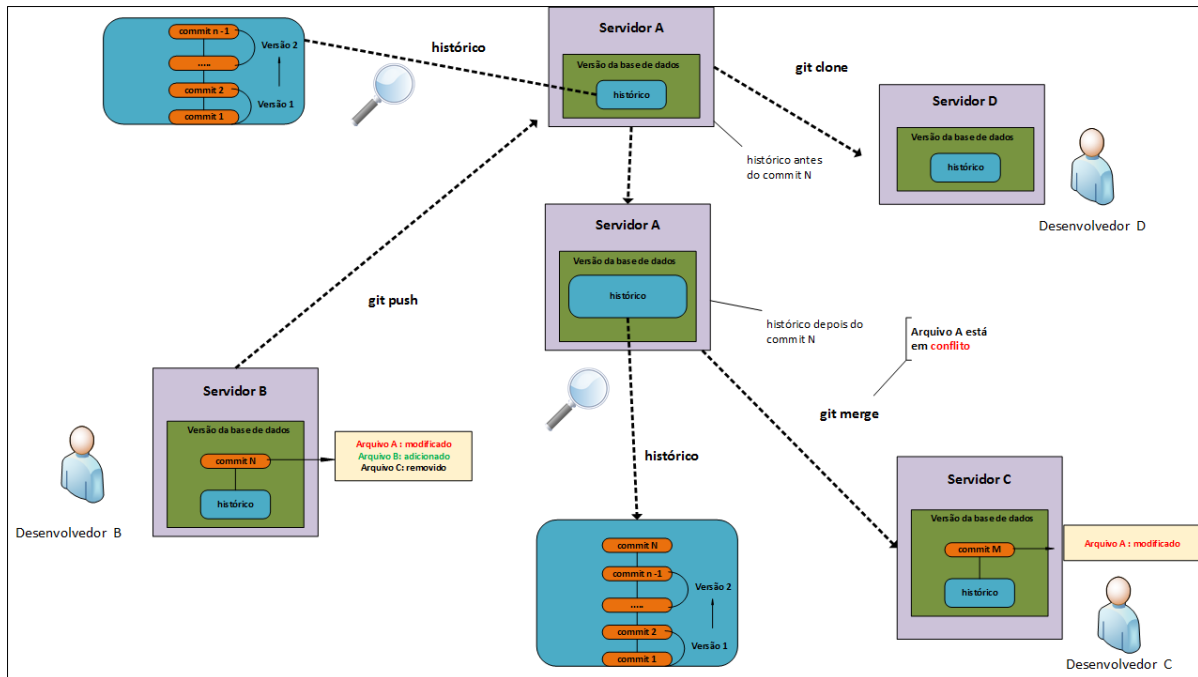 commit n -1
.....
commit 2
commit 1
Versão 2
Versão 1
histórico
Servidor A
Versão da base de dados
histórico
git clone
histórico antes
do commit N
Servidor D
Versão da base de dados
histórico
Desenvolvedor D
git push
Servidor A
Versão da base de dados
histórico
histórico depois do
commit N
Arquivo A está
em conflito
git merge
Servidor B
Versão da base de dados
commit N
histórico
Arquivo A : modificado
Arquivo B: adicionado
Arquivo C: removido
Desenvolvedor B
histórico
commit N
commit n -1
.....
commit 2
commit 1
Versão 2
Versão 1
Servidor C
Versão da base de dados
commit M
histórico
Arquivo A : modificado
Desenvolvedor C